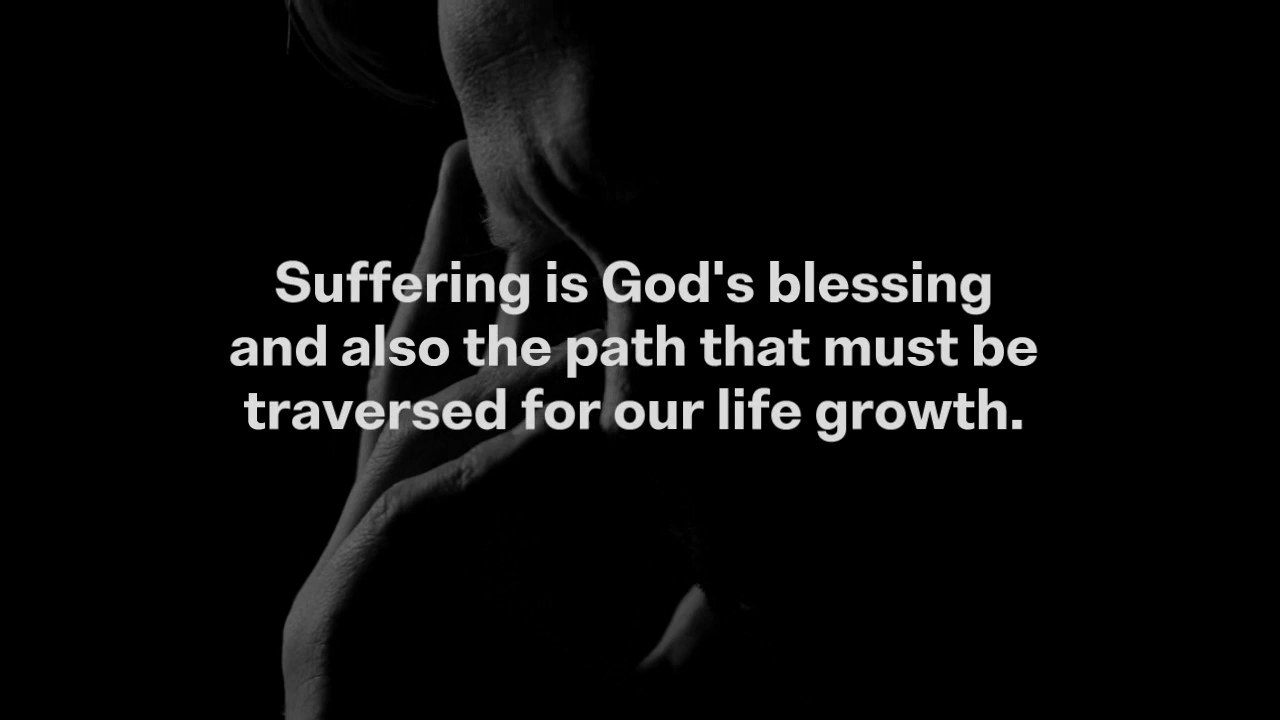 Suffering is God's blessing
and also the path that must be
traversed for our life growth.